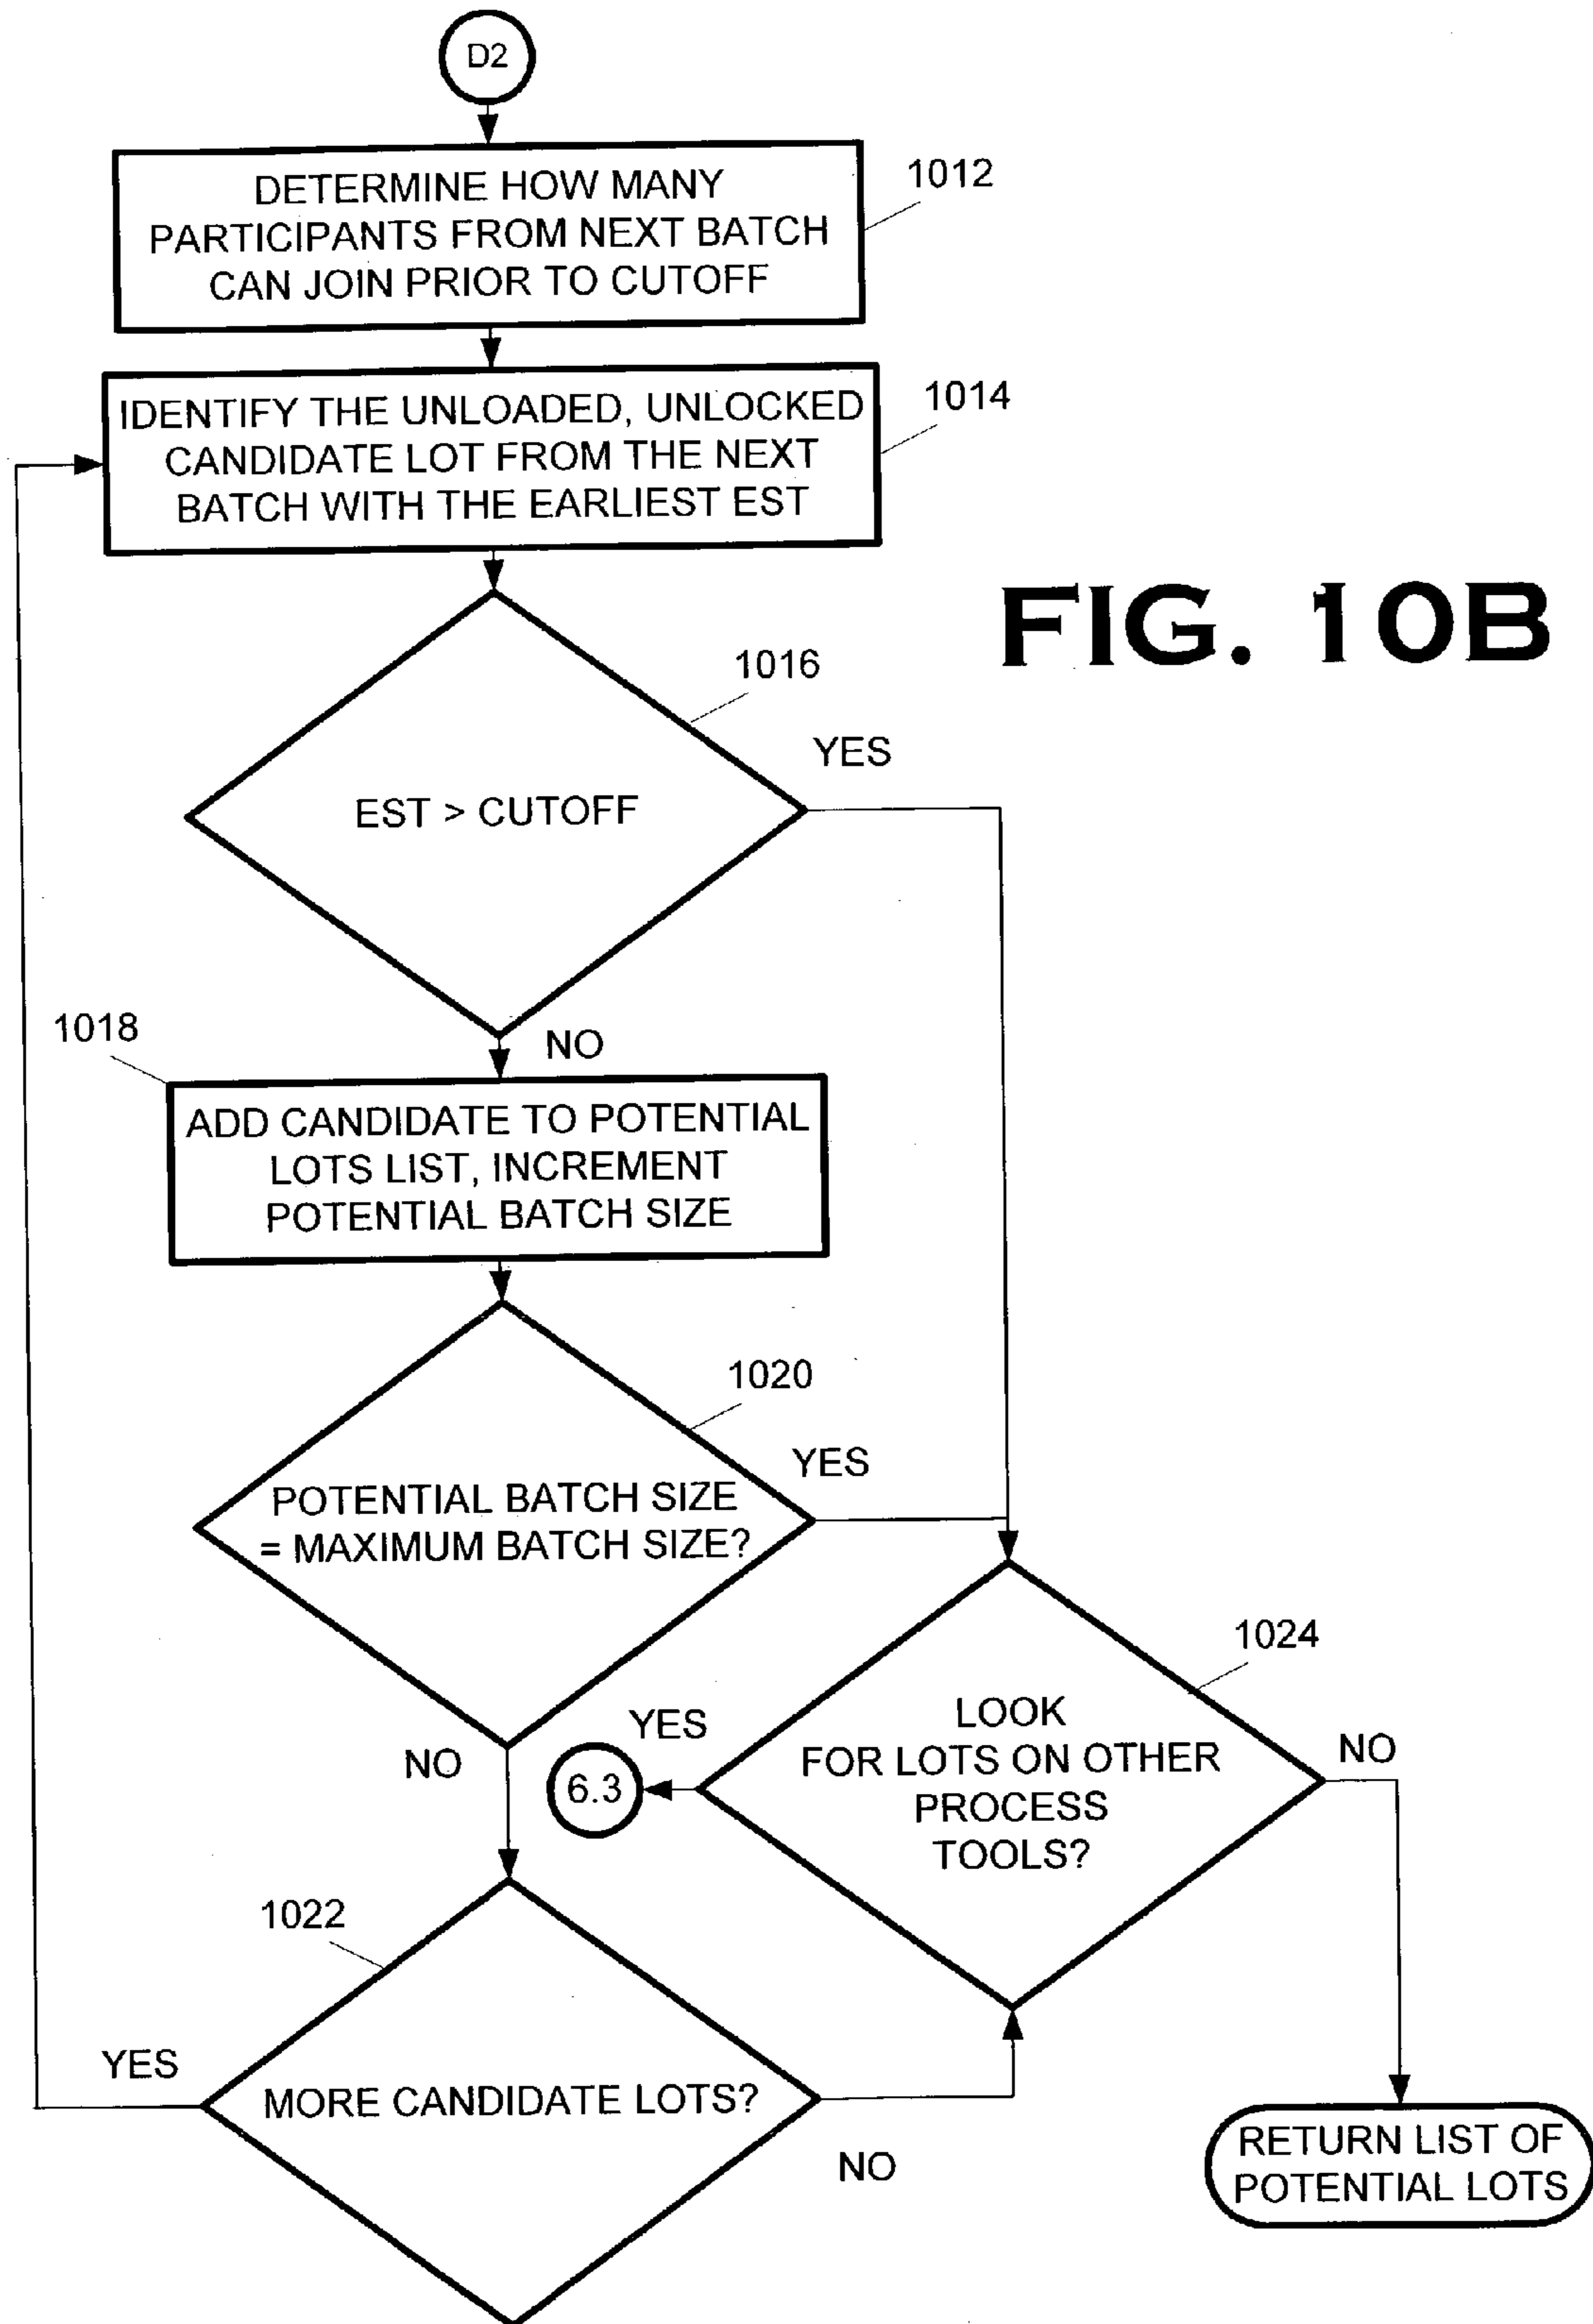 D2
DETERMINE HOW MANY
PARTICIPANTS FROM NEXT BATCH
CAN JOIN PRIOR TO CUTOFF
1012
IDENTIFY THE UNLOADED, UNLOCKED
CANDIDATE LOT FROM THE NEXT
BATCH WITH THE EARLIEST EST
1014
FIG. 10B
1016
YES
EST > CUTOFF
NO
1018
ADD CANDIDATE TO POTENTIAL
LOTS LIST, INCREMENT
POTENTIAL BATCH SIZE
1020
YES
POTENTIAL BATCH SIZE
= MAXIMUM BATCH SIZE?
NO
1024
LOOK
FOR LOTS ON OTHER
PROCESS
TOOLS?
YES
6.3
NO
1022
YES
MORE CANDIDATE LOTS?
NO
RETURN LIST OF
POTENTIAL LOTS